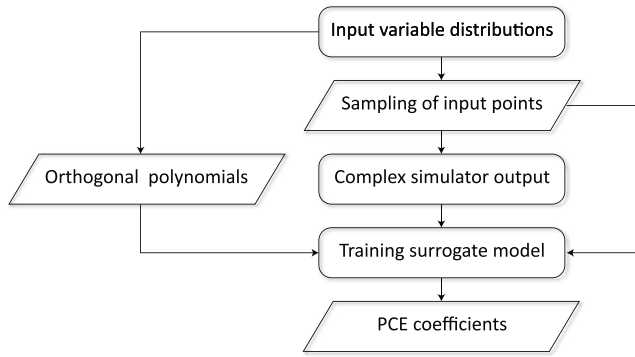 Input variable distributions
Sampling of input points
Orthogonal polynomials
Complex simulator output
Training surrogate model
PCE coefficients